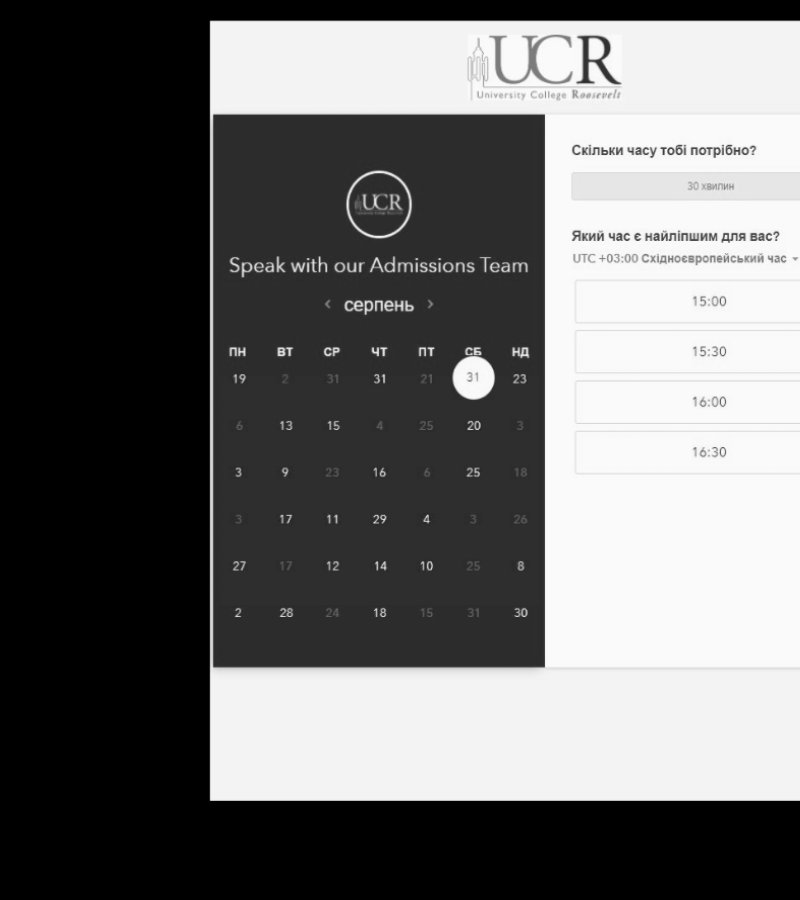 UCR
University College Roosevelt
UCR
Speak with our Admissions Team
серпень
ПН ВТ СР ЧТ ПТ СБ НД
19 2 31 31 21 31 23
6 13 15 4 25 20 3
3 9 23 16 6 25 18
3 17 11 29 4 3 26
27 17 12 14 10 25 8
2 28 24 18 15 31 30
Скільки часу тобі потрібно?
30 хвилин
Який час є найліпшим для вас?
UTC +03:00 Східноєвропейський час
15:00
15:30
16:00
16:30